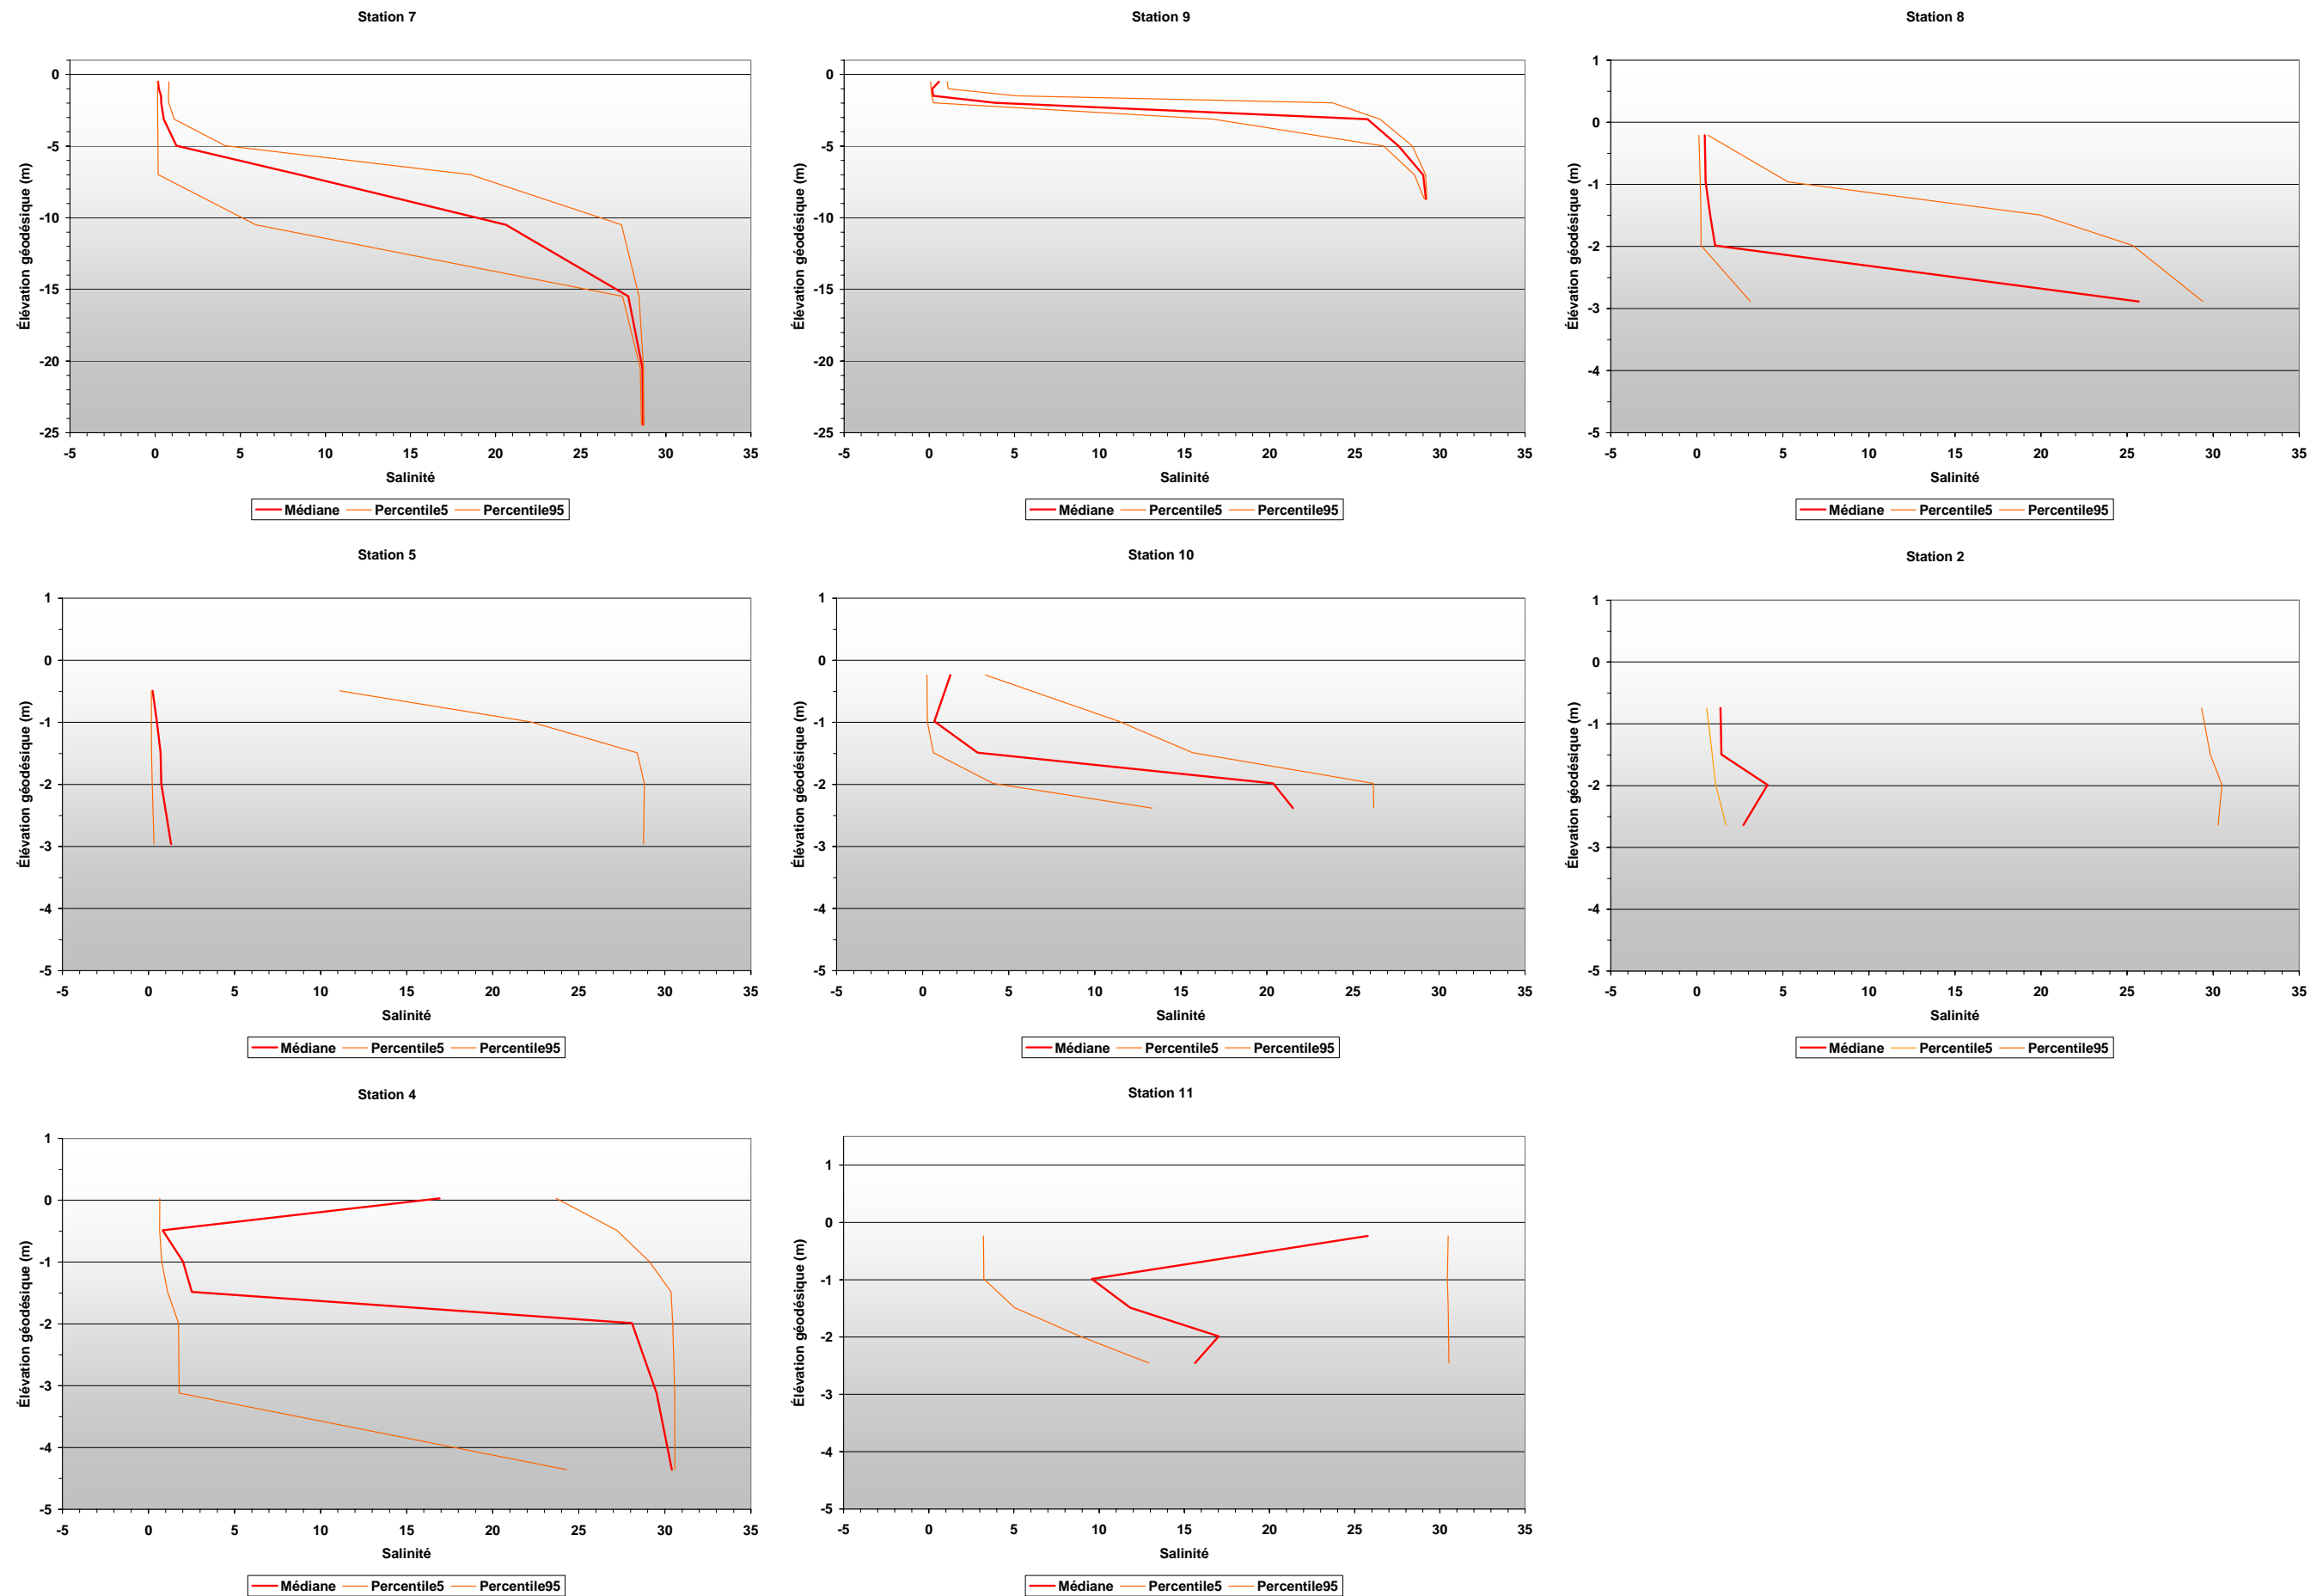 Station 7
0
-5
-10
-15
-20
-25
-5 0 5 10 15 20 25 30 35
Élévation géodésique (m)
Salinité
Médiane Percentile5 Percentile95
Station 9
0
-5
-10
-15
-20
-25
-5 0 5 10 15 20 25 30 35
Élévation géodésique (m)
Salinité
Médiane Percentile5 Percentile95
Station 8
1
0
-1
-2
-3
-4
-5
-5 0 5 10 15 20 25 30 35
Élévation géodésique (m)
Salinité
Médiane Percentile5 Percentile95
Station 5
1
0
-1
-2
-3
-4
-5
-5 0 5 10 15 20 25 30 35
Élévation géodésique (m)
Salinité
Médiane Percentile5 Percentile95
Station 10
1
0
-1
-2
-3
-4
-5
-5 0 5 10 15 20 25 30 35
Élévation géodésique (m)
Salinité
Médiane Percentile5 Percentile95
Station 2
1
0
-1
-2
-3
-4
-5
-5 0 5 10 15 20 25 30 35
Élevation géodésique (m)
Salinité
Médiane Percentile5 Percentile95
Station 4
1
0
-1
-2
-3
-4
-5
-5 0 5 10 15 20 25 30 35
Élévation géodésique (m)
Salinité
Médiane Percentile5 Percentile95
Station 11
1
0
-1
-2
-3
-4
-5
-5 0 5 10 15 20 25 30 35
Élévation géodésique (m)
Salinité
Médiane Percentile5 Percentile95